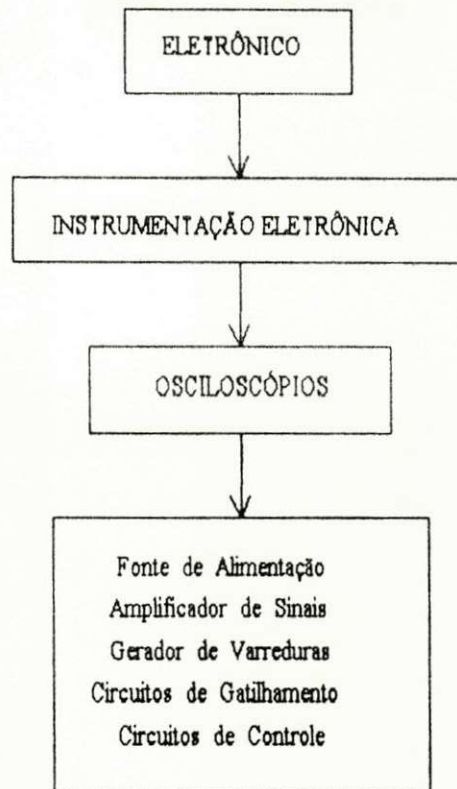 ELETRÔNICO
INSTRUMENTAÇÃO ELETRÔNICA
OSCILOSCÓPIOS
Fonte de Alimentação
Amplificador de Sinais
Gerador de Varreduras
Circuitos de Gatilhamento
Circuitos de Controle